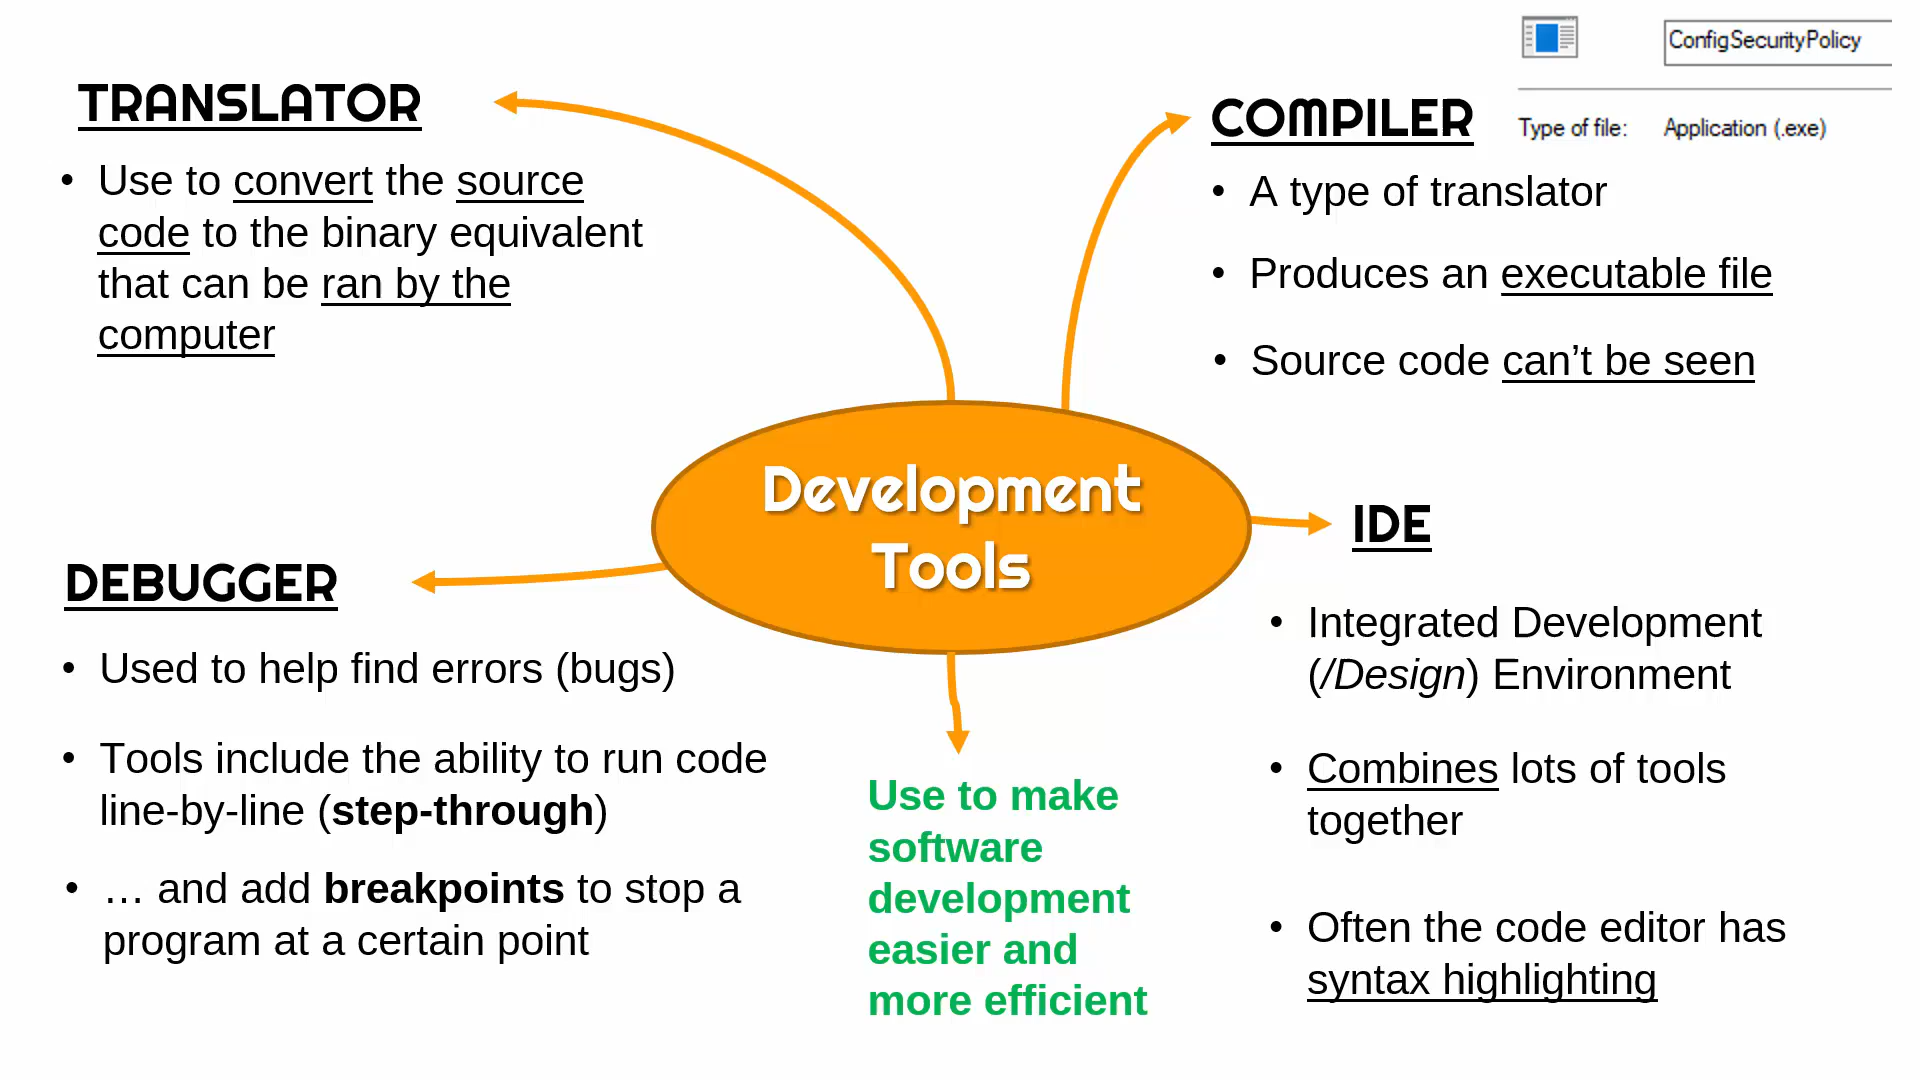 TRANSLATOR
• Use to convert the source
code to the binary equivalent
that can be ran by the
computer
ConfigSecurityPolicy
Type of file: Application (.exe)
COMPILER
• A type of translator
• Produces an executable file
• Source code can’t be seen
Development
Tools
DEBUGGER
• Used to help find errors (bugs)
• Tools include the ability to run code
line-by-line (step-through)
• … and add breakpoints to stop a
program at a certain point
Use to make
software
development
easier and
more efficient
IDE
• Integrated Development
(/Design) Environment
• Combines lots of tools
together
• Often the code editor has
syntax highlighting